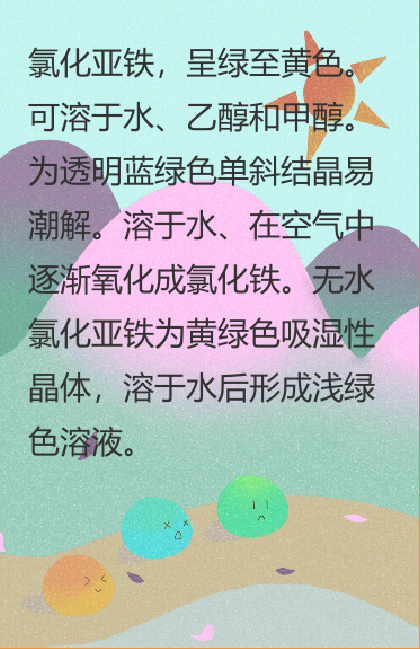 氯化亚铁，呈绿至黄色。
可溶于水、乙醇和甲醇。
为透明蓝绿色单斜结晶易
潮解。溶于水、在空气中
逐渐氧化成氯化铁。无水
氯化亚铁为黄绿色吸湿性
晶体，溶于水后形成浅绿
色溶液。